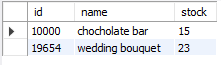 id name stock
10000 chocholate bar 15
19654 wedding bouquet 23